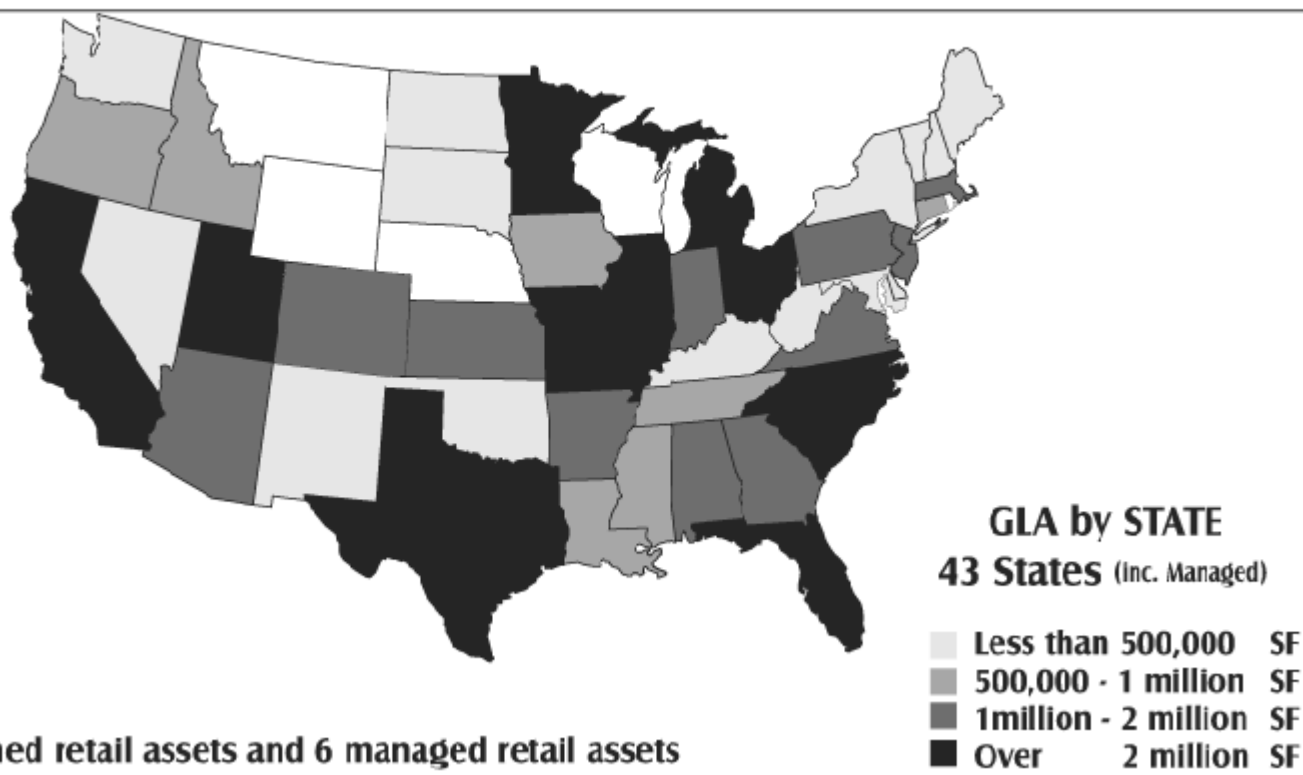 GLA by STATE
43 States (inc. Managed)
Less than 500,000 SF
500,000 - 1 million SF
1million - 2 million SF
Over 2 million SF
retail assets and 6 managed retail assets